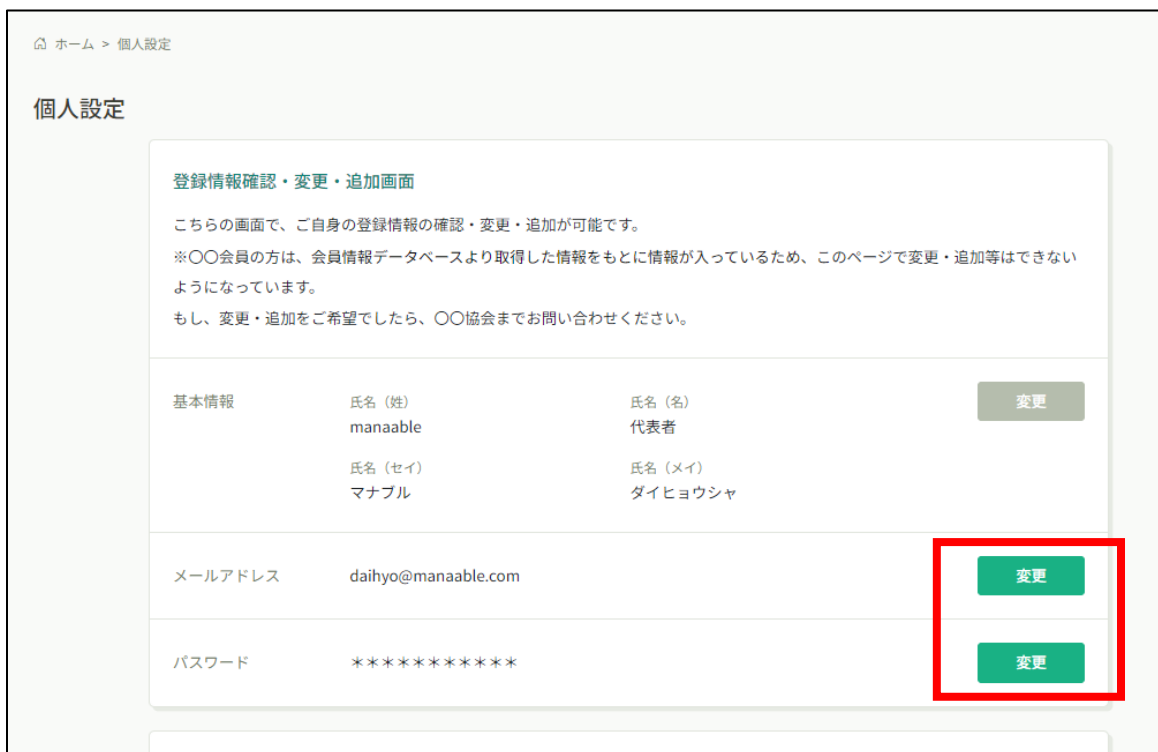 ホーム > 個人設定
個人設定
登録情報確認・変更・追加画面
こちらの画面で、ご自身の登録情報の確認・変更・追加が可能です。
※〇〇会員の方は、会員情報データベースより取得した情報をもとに情報が入っているため、このページで変更・追加等はできない
ようになっています。
もし、変更・追加をご希望でしたら、〇〇協会までお問い合わせください。
基本情報 氏名（姓） 氏名（名） 変更
manaable 代表者
氏名（セイ） 氏名（メイ）
マナブル ダイヒョウシャ
メールアドレス daihyo@manaable.com 変更
パスワード ＊＊＊＊＊＊＊＊＊＊＊ 変更